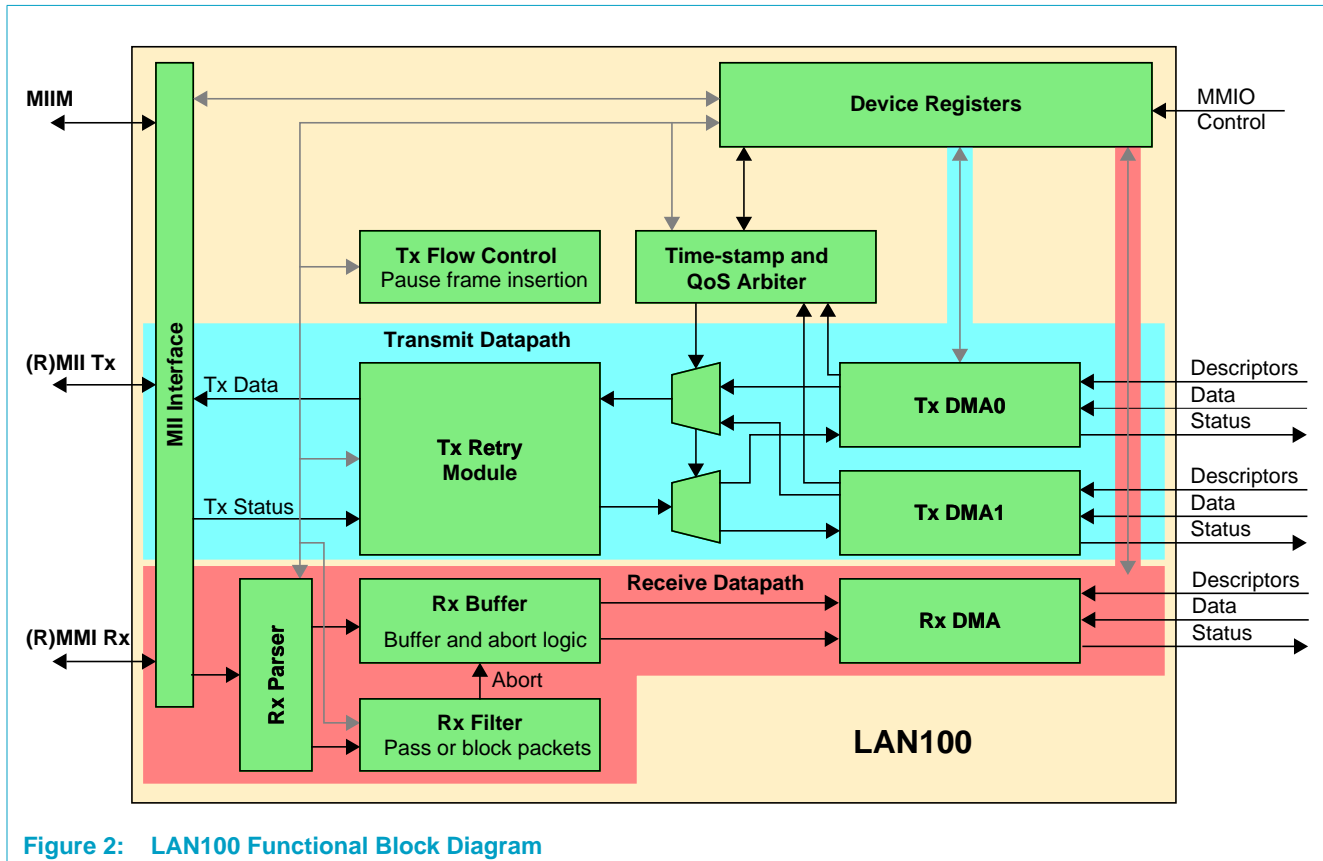 MIIM
Device Registers
MMIO
Control
Tx Flow Control
Pause frame insertion
Time-stamp and
QoS Arbiter
MII Interface
Transmit Datapath
(R)MII Tx
Tx Data
Tx Retry
Module
Tx Status
Tx DMA0
Descriptors
Data
Status
Tx DMA1
Descriptors
Data
Status
Receive Datapath
(R)MMI Rx
Rx Parser
Rx Buffer
Buffer and abort logic
Abort
Rx Filter
Pass or block packets
Rx DMA
Descriptors
Data
Status
LAN100
Figure 2: LAN100 Functional Block Diagram